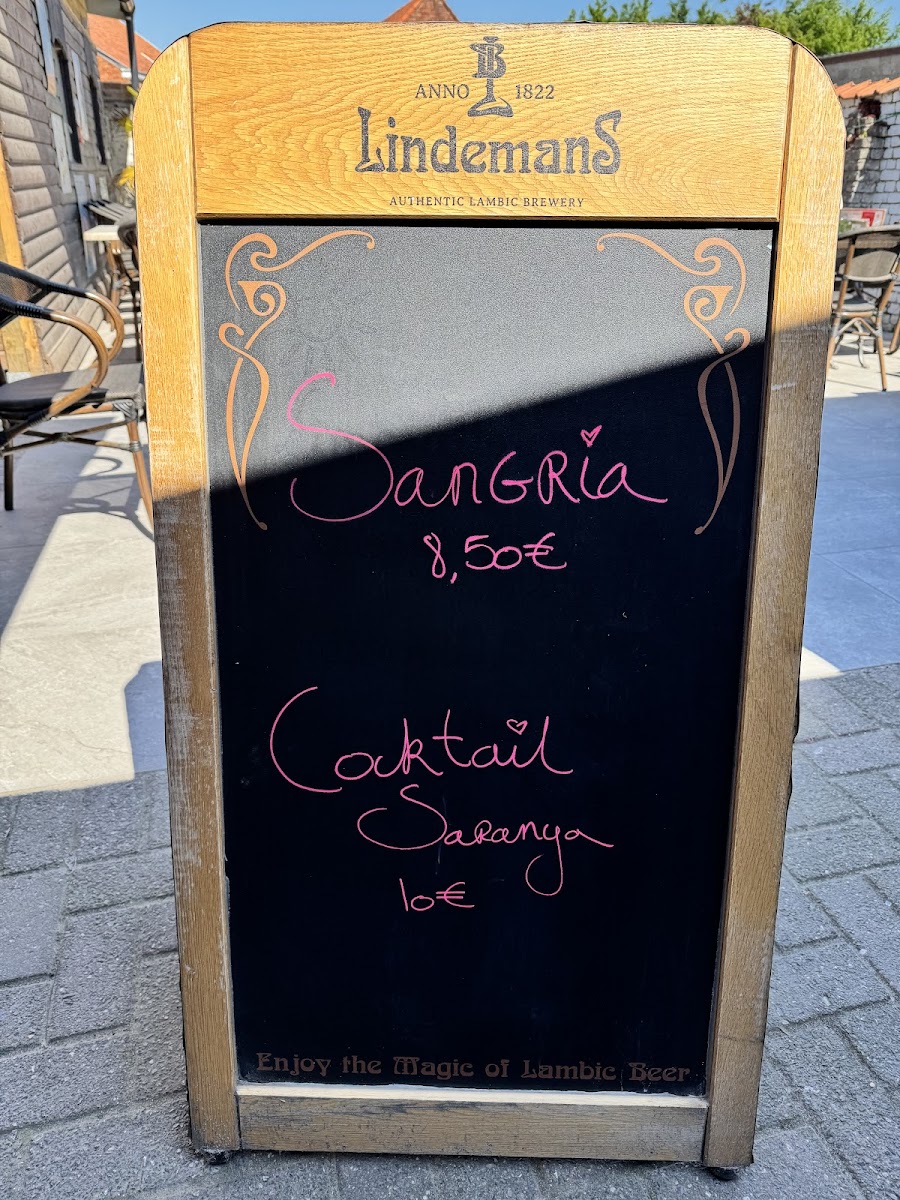 ANNO 1822
LindemanS
AUTHENTIC LAMBIC BREWERY
SANGRia
8,50€
Cocktail
Saranya
10€
Enjoy the Magic of Lambic Beer